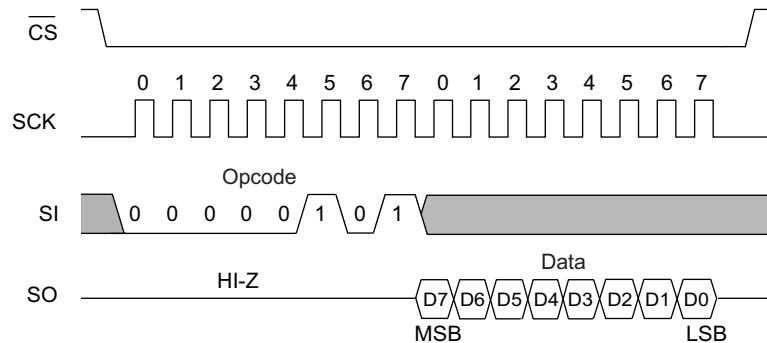 CS
0 1 2 3 4 5 6 7 0 1 2 3 4 5 6 7
SCK
Opcode
SI 0 0 0 0 0 1 0 1
Data
HI-Z
SO D7 D6 D5 D4 D3 D2 D1 D0
MSB LSB